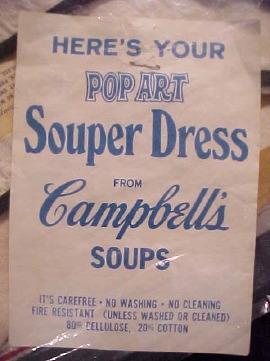 HERE'S YOUR
POP ART
Souper Dress
FROM
Campbell's
SOUPS
IT'S CAREFREE • NO WASHING • NO CLEANING
FIRE RESISTANT (UNLESS WASHED OR CLEANED)
80% CELLULOSE, 20% COTTON